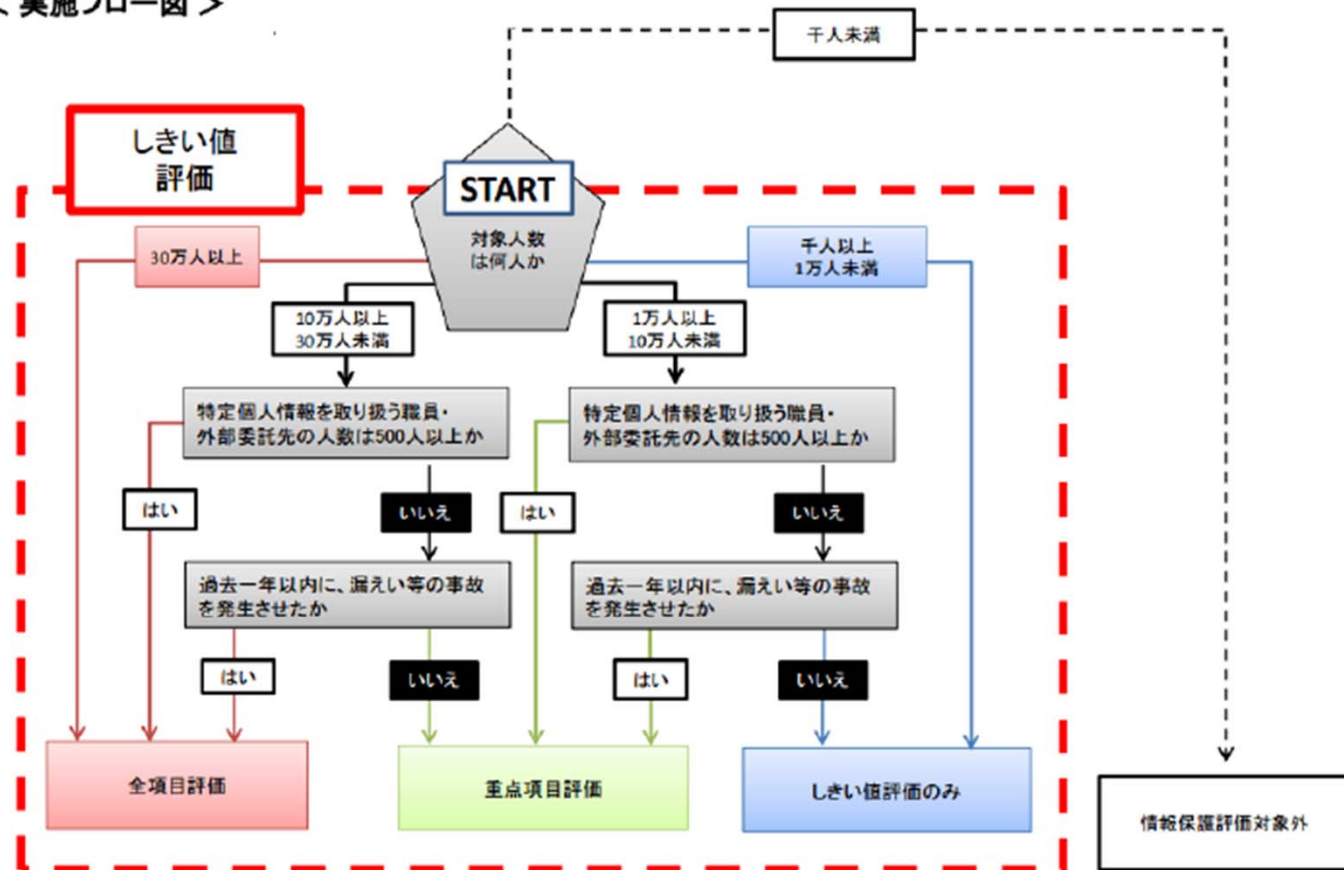 実施フロー図 >
千人未満
しきい値
評価
START
対象人数
は何人か
30万人以上
千人以上
1万人未満
10万人以上
30万人未満
1万人以上
10万人未満
特定個人情報を取り扱う職員・
外部委託先の人数は500人以上か
特定個人情報を取り扱う職員・
外部委託先の人数は500人以上か
はい
いいえ
はい
いいえ
過去一年以内に、漏えい等の事故
を発生させたか
過去一年以内に、漏えい等の事故
を発生させたか
はい
いいえ
はい
いいえ
全項目評価
重点項目評価
しきい値評価のみ
情報保護評価対象外